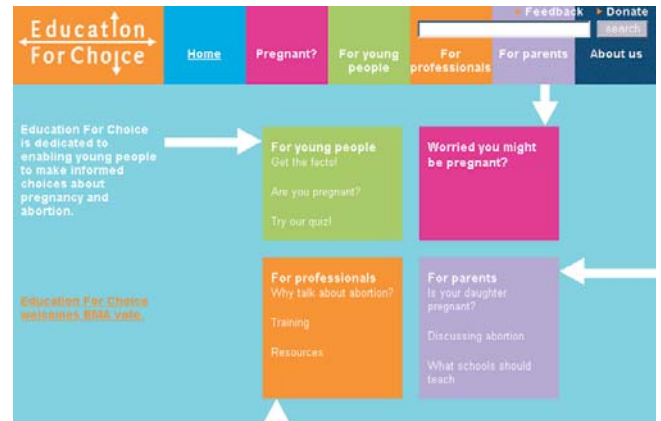 Education
For Choice
Feedback
Donate
search
Home
Pregnant?
For young
people
For
professionals
For parents
About us
Education For Choice
is dedicated to
enabling young people
to make informed
choices about
pregnancy and
abortion.
For young people
Get the facts!
Are you pregnant?
Try our quiz!
Worried you might
be pregnant?
Education For Choice
welcomes BMA vote.
For professionals
Why talk about abortion?
Training
Resources
For parents
Is your daughter
pregnant?
Discussing abortion
What schools should
teach